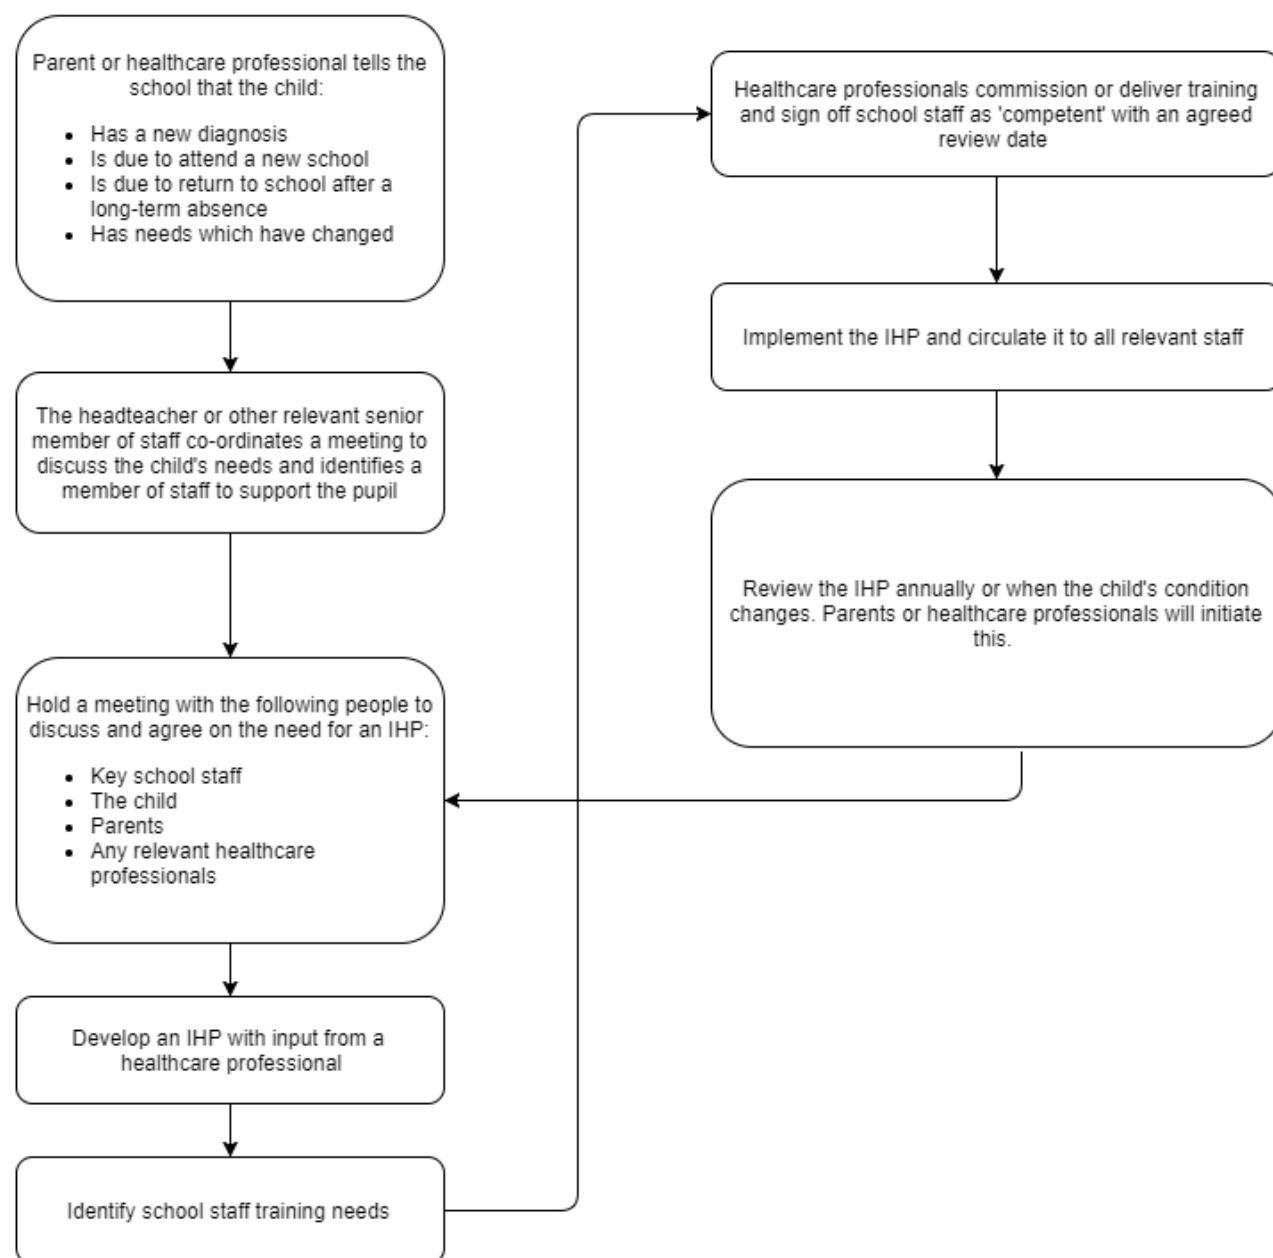 Parent or healthcare professional tells the
school that the child:
• Has a new diagnosis
• Is due to attend a new school
• Is due to return to school after a
long-term absence
• Has needs which have changed
The headteacher or other relevant senior
member of staff co-ordinates a meeting to
discuss the child's needs and identifies a
member of staff to support the pupil
Hold a meeting with the following people to
discuss and agree on the need for an IHP:
• Key school staff
• The child
• Parents
• Any relevant healthcare
professionals
Develop an IHP with input from a
healthcare professional
Identify school staff training needs
Healthcare professionals commission or deliver training
and sign off school staff as 'competent' with an agreed
review date
Implement the IHP and circulate it to all relevant staff
Review the IHP annually or when the child's condition
changes. Parents or healthcare professionals will initiate
this.